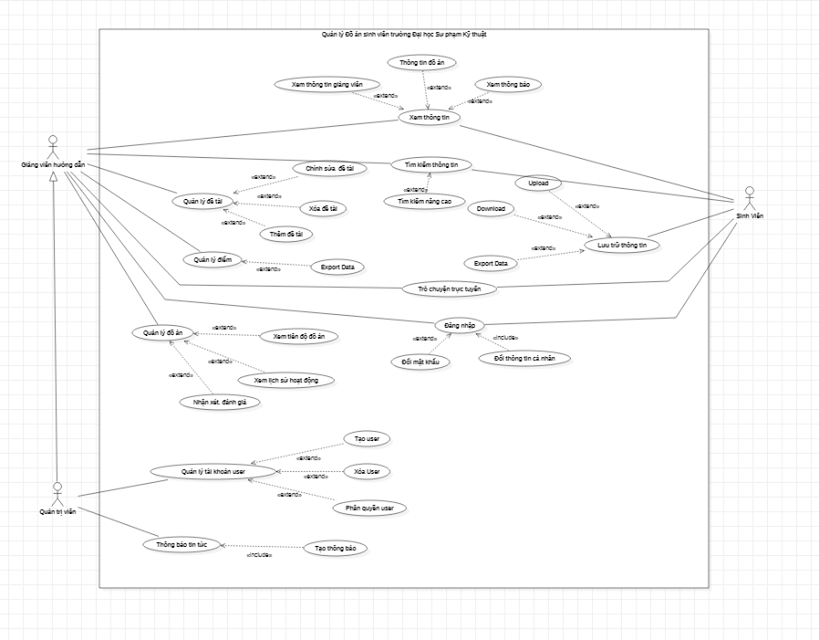 Quản lý Đồ án sinh viên trường Đại học Sư phạm Kỹ thuật
Thông tin đồ án
Xem thông tin giảng viên
«extend»
Xem thông báo
«extend»
«extend»
Xem thông tin
Giảng viên hướng dẫn
Chỉnh sửa đề tài
Tìm kiếm thông tin
«extend»
Upload
«extend»
Quản lý đề tài
«extend»
Tìm kiếm nâng cao
«extend»
Xóa đề tài
Download
«extend»
Sinh Viên
«extend»
Thêm đề tài
Lưu trữ thông tin
«extend»
Quản lý điểm
«extend»
Export Data
Export Data
Trò chuyện trực tuyến
Đăng nhập
Quản lý đồ án
«extend»
Xem tiến độ đồ án
«extend»
«include»
Đổi mật khẩu
Đổi thông tin cá nhân
«extend»
«extend»
Xem lịch sử hoạt động
Nhận xét, đánh giá
Tạo user
«extend»
Quản lý tài khoản user
Xóa User
«extend»
«extend»
Phân quyền user
Quản trị viên
Thông báo tin tức
Tạo thông báo
«include»